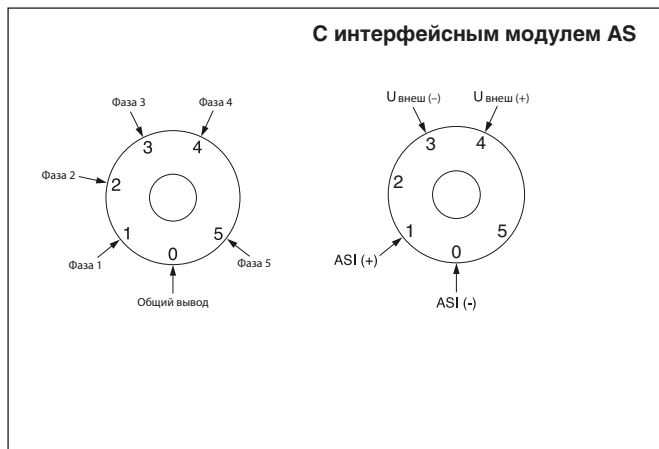 С интерфейсным модулем AS
Фаза 3
Фаза 4
3
4
Фаза 2
2
1
5
0
Фаза 1
Фаза 5
Общий вывод
U внеш (–)
U внеш (+)
3
4
2
1
5
0
ASI (+)
ASI (-)